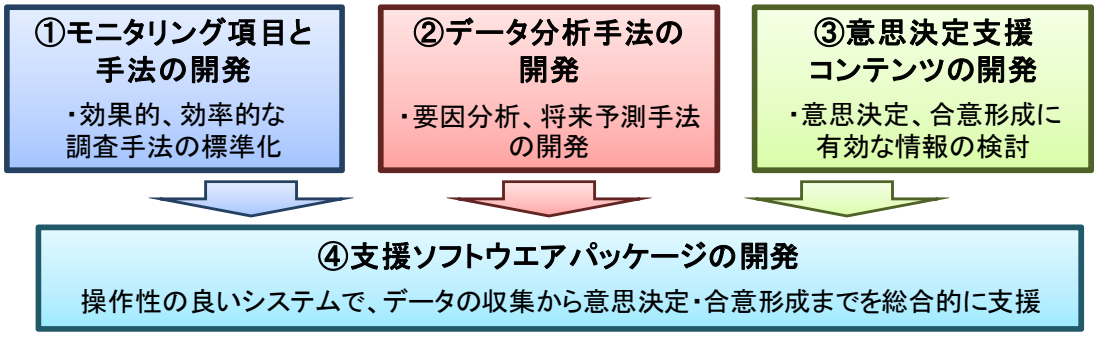 ①モニタリング項目と
手法の開発
・効果的、効率的な
調査手法の標準化
②データ分析手法の
開発
・要因分析、将来予測手法
の開発
③意思決定支援
コンテンツの開発
・意思決定、合意形成に
有効な情報の検討
④支援ソフトウエアパッケージの開発
操作性の良いシステムで、データの収集から意思決定・合意形成までを総合的に支援